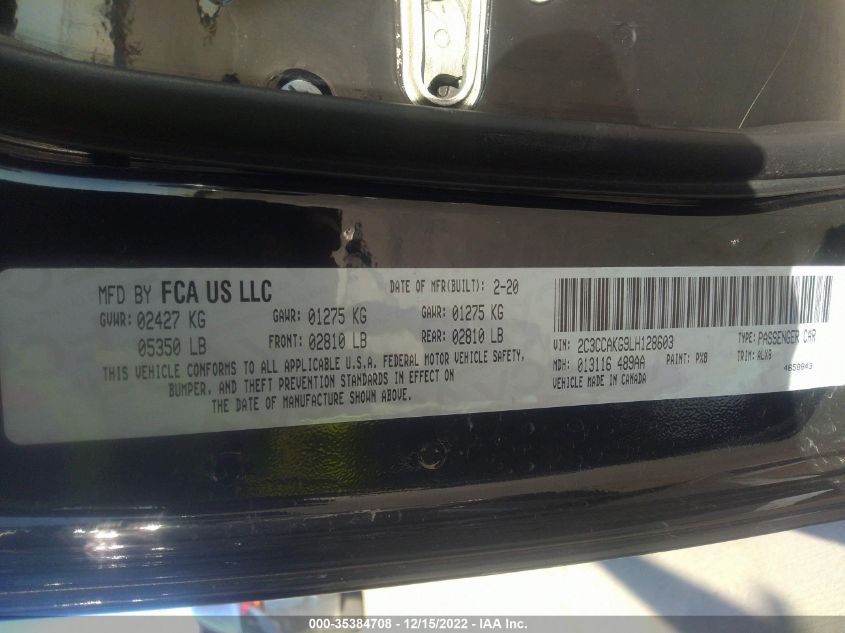 MFD BY FCA US LLC
DATE OF MFR(BUILT): 2-20
GVWR: 02427 KG
GAWR: 01275 KG
GAWR: 01275 KG
05350 LB
FRONT: 02810 LB
REAR: 02810 LB
THIS VEHICLE CONFORMS TO ALL APPLICABLE U.S.A. FEDERAL MOTOR VEHICLE SAFETY,
BUMPER, AND THEFT PREVENTION STANDARDS IN EFFECT ON
THE DATE OF MANUFACTURE SHOWN ABOVE.
VIN: 2C3CCAKG9LH128603
TYPE: PASSENGER CAR
MDH: 013116 489AA
PAINT: PX8
TRIM: ALX9
VEHICLE MADE IN CANADA
000-35384708 - 12/15/2022 - IAA Inc.